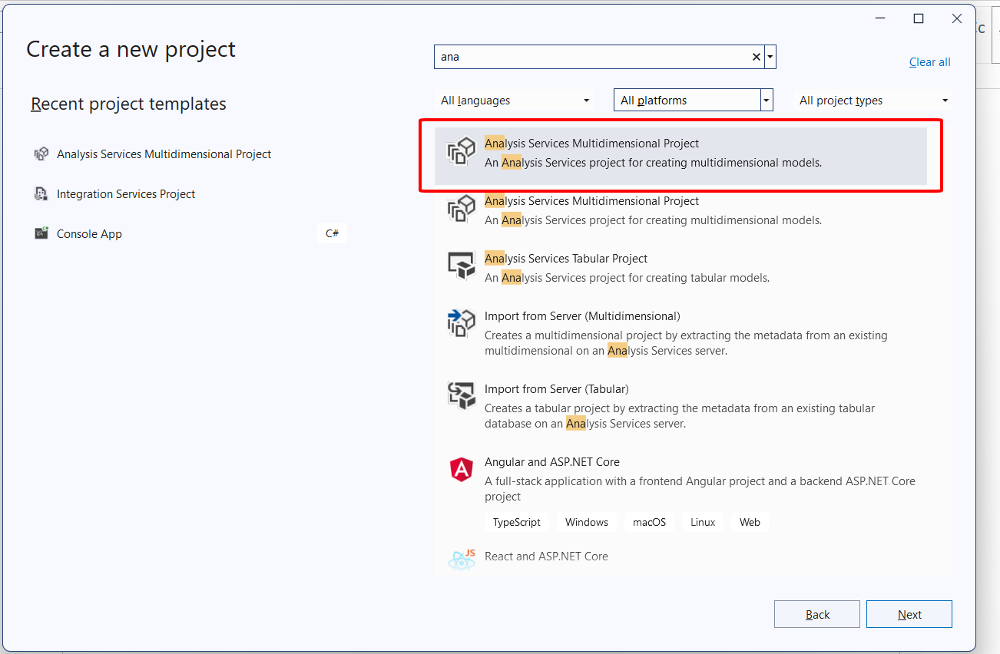 Create a new project
Recent project templates
Analysis Services Multidimensional Project
Integration Services Project
Console App
C#
ana
Clear all
All languages
All platforms
All project types
Analysis Services Multidimensional Project
An Analysis Services project for creating multidimensional models.
Analysis Services Multidimensional Project
An Analysis Services project for creating multidimensional models.
Analysis Services Tabular Project
An Analysis Services project for creating tabular models.
Import from Server (Multidimensional)
Creates a multidimensional project by extracting the metadata from an existing
multidimensional on an Analysis Services server.
Import from Server (Tabular)
Creates a tabular project by extracting the metadata from an existing tabular
database on an Analysis Services server.
Angular and ASP.NET Core
A full-stack application with a frontend Angular project and a backend ASP.NET Core
project
TypeScript
Windows
macOS
Linux
Web
JS
React and ASP.NET Core
Back
Next